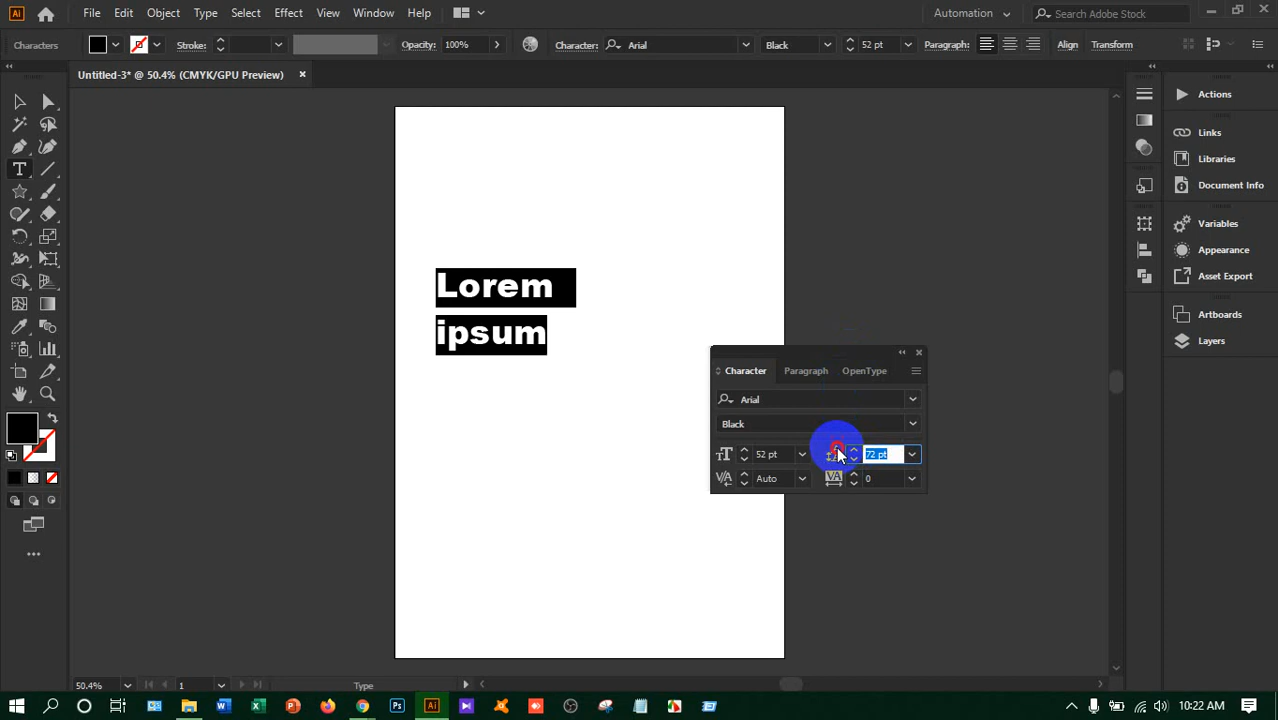 Ai File Edit Object Type Select Effect View Window Help Automation Search Adobe Stock
Characters Stroke: Opacity: 100% Character: Arial Black 52 pt Paragraph: Align Transform
Untitled-3* @ 50.4% (CMYK/GPU Preview)
Actions
Links
Libraries
Document Info
Variables
Appearance
Asset Export
Artboards
Layers
Lorem
ipsum
Character Paragraph OpenType
Arial
Black
52 pt 72 pt
Auto 0
50.4% 1 Type
10:22 AM